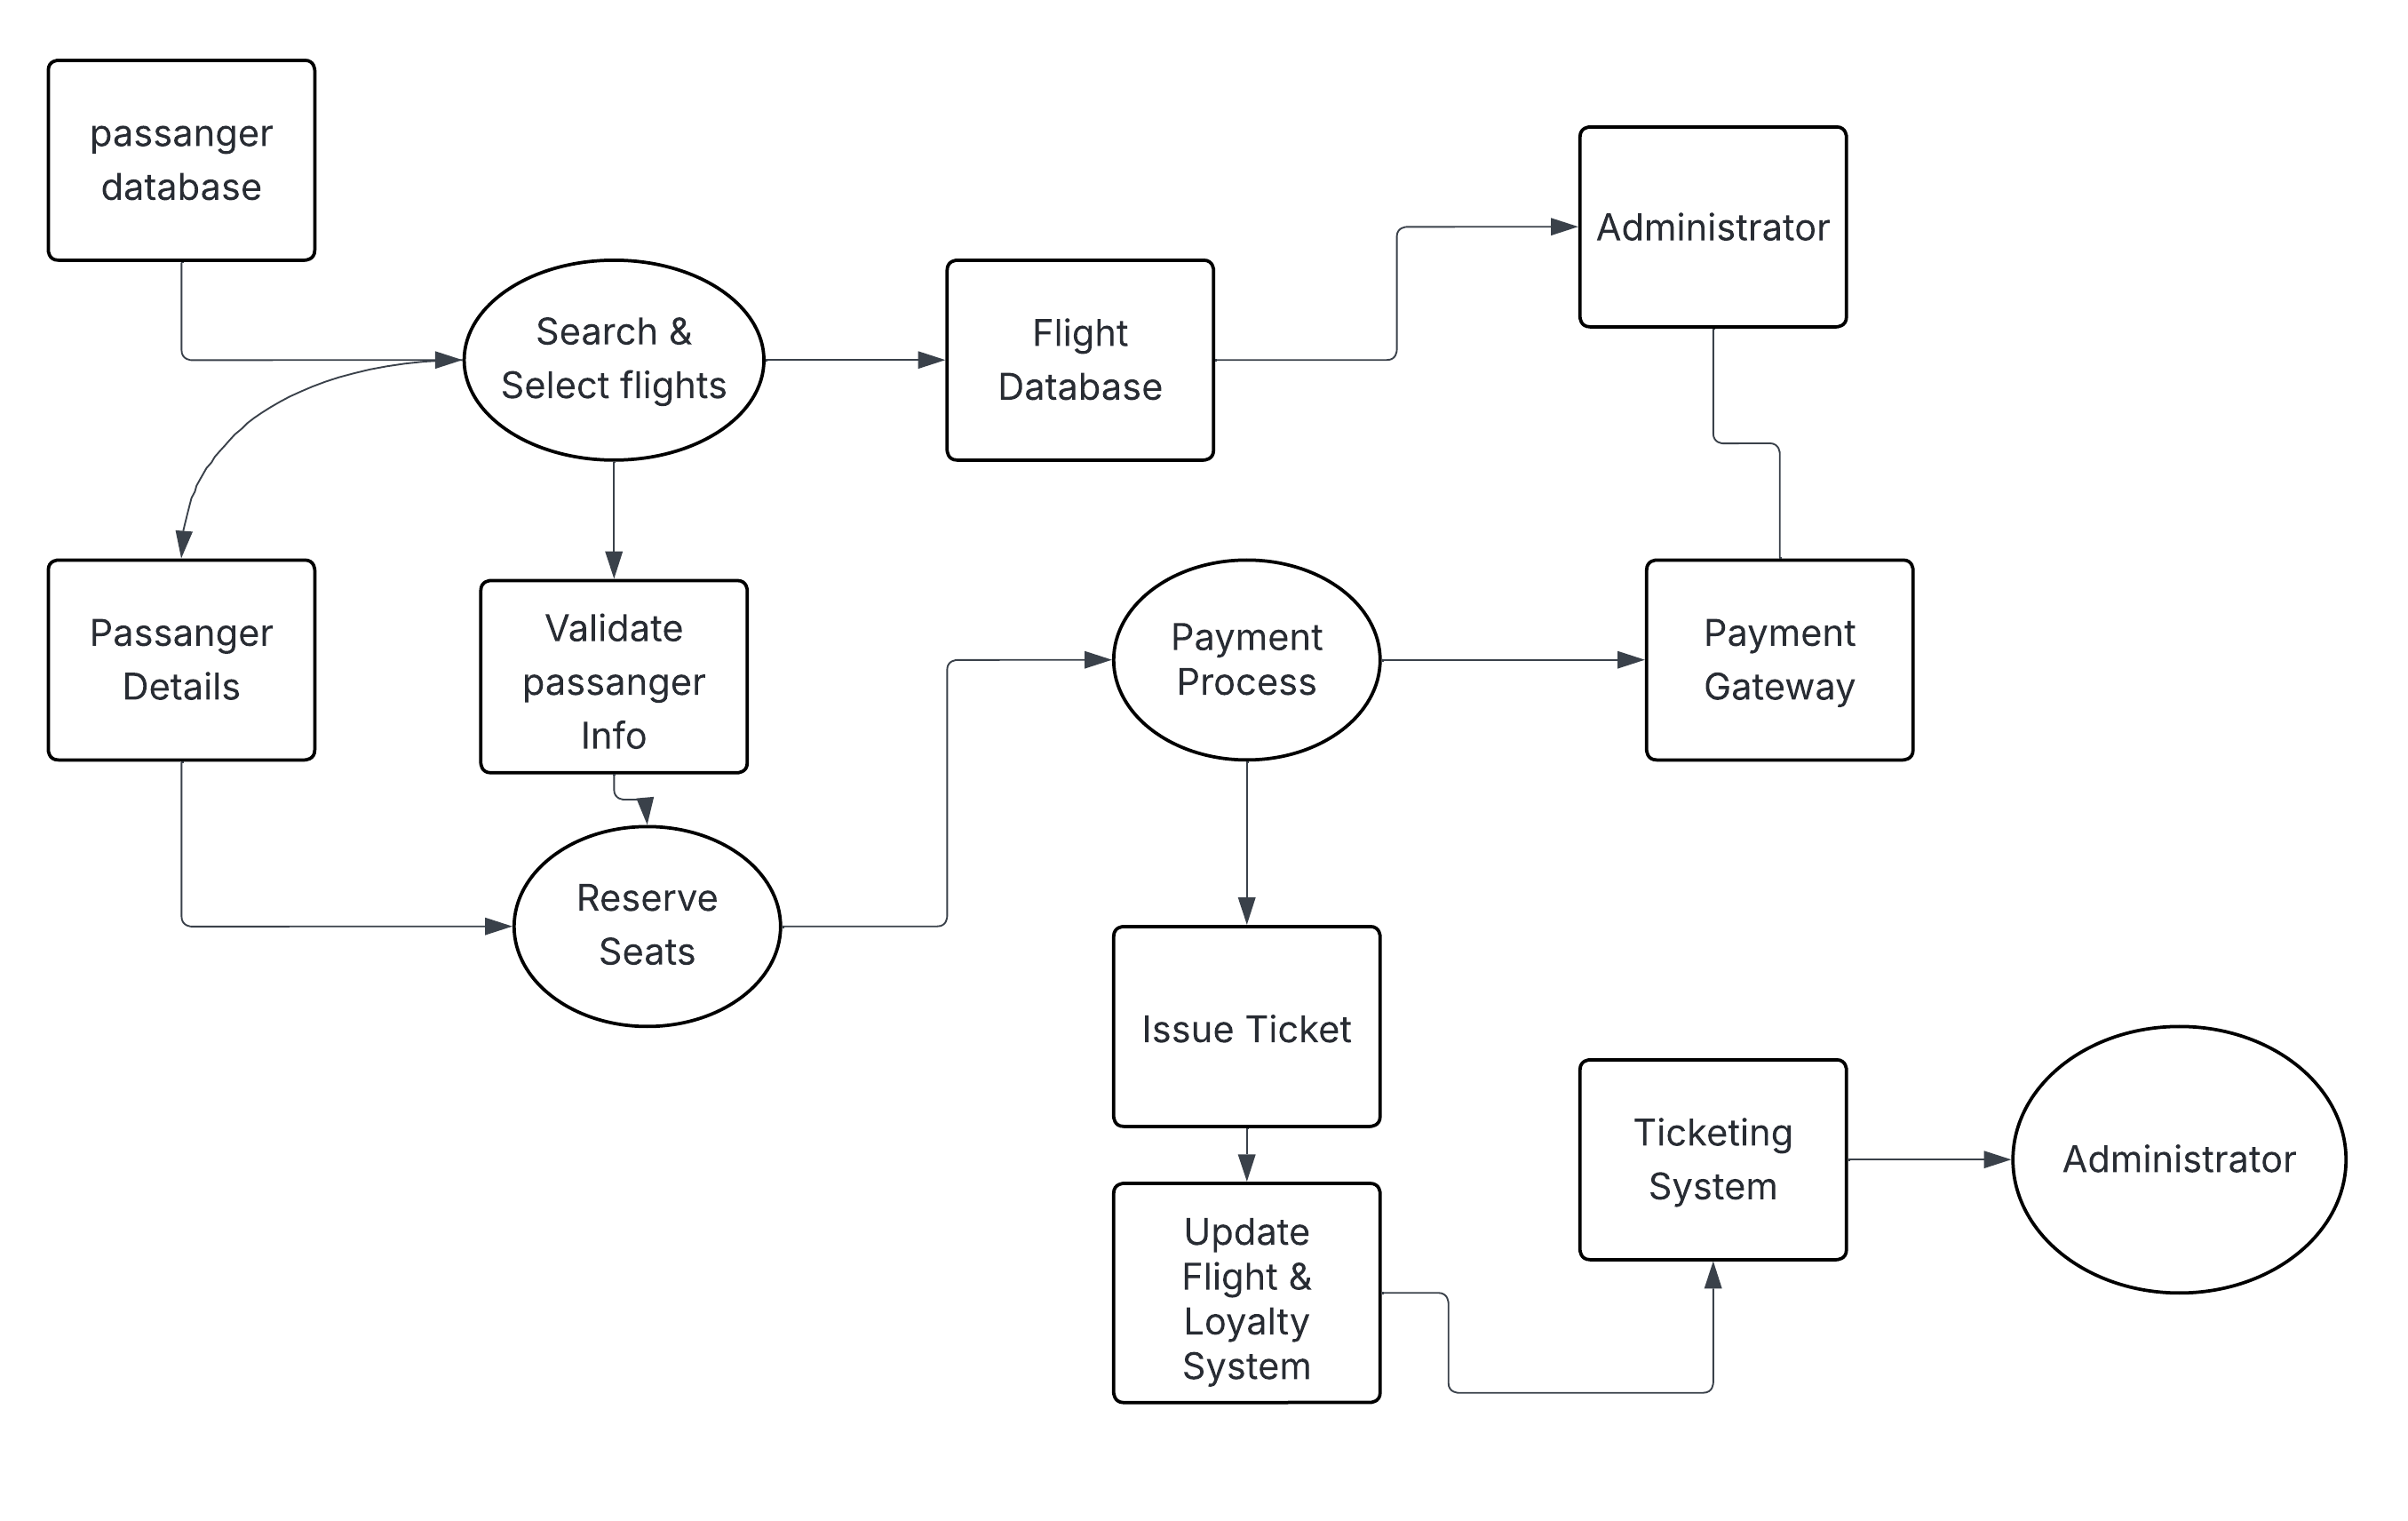 passanger
database
Administrator
Search &
Select flights
Flight
Database
Passanger
Details
Validate
passanger
Info
Payment
Process
Payment
Gateway
Reserve
Seats
Issue Ticket
Ticketing
System
Administrator
Update
Flight &
Loyalty
System